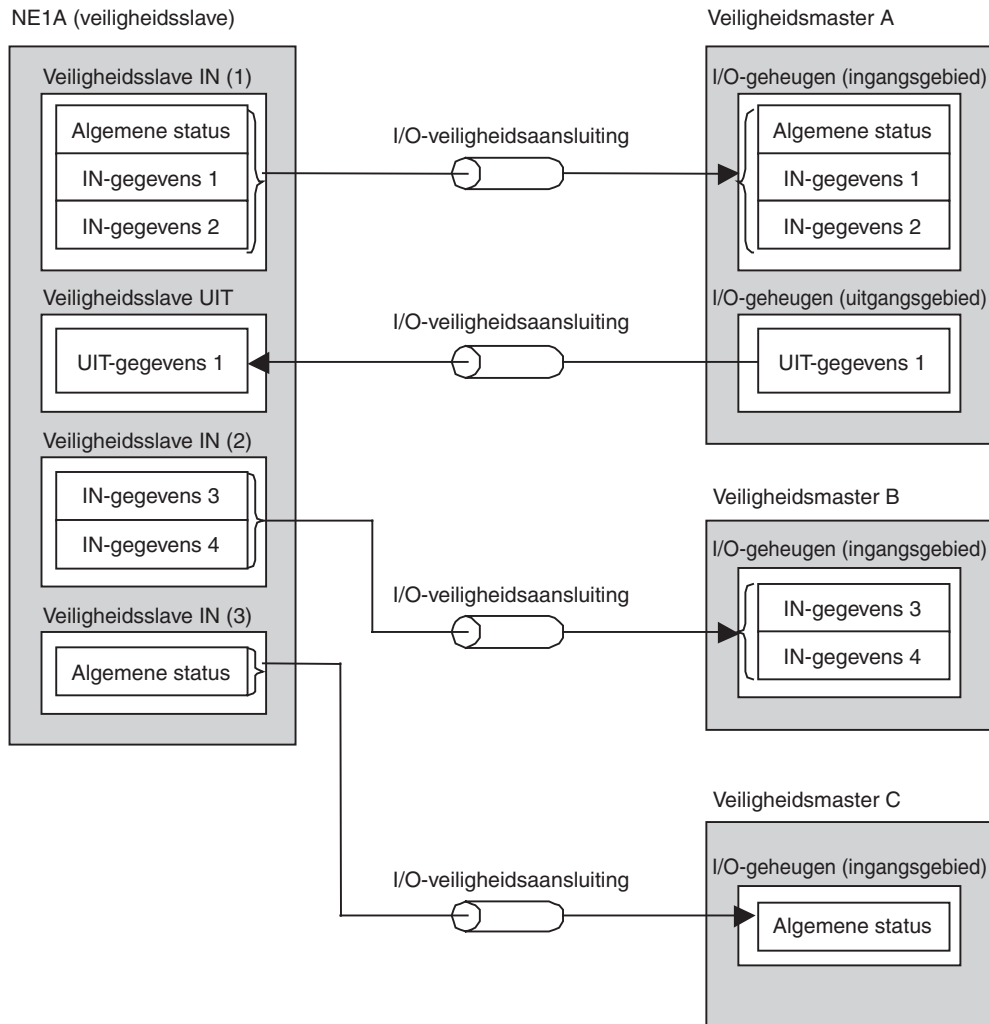 NE1A (veiligheidsslave)
Veiligheidsslave IN (1)
Algemene status
IN-gegevens 1
IN-gegevens 2
Veiligheidsslave UIT
UIT-gegevens 1
Veiligheidsslave IN (2)
IN-gegevens 3
IN-gegevens 4
Veiligheidsslave IN (3)
Algemene status
I/O-veiligheidsaansluiting
I/O-veiligheidsaansluiting
I/O-veiligheidsaansluiting
I/O-veiligheidsaansluiting
Veiligheidsmaster A
I/O-geheugen (ingangsgebied)
Algemene status
IN-gegevens 1
IN-gegevens 2
I/O-geheugen (uitgangsgebied)
UIT-gegevens 1
Veiligheidsmaster B
I/O-geheugen (ingangsgebied)
IN-gegevens 3
IN-gegevens 4
Veiligheidsmaster C
I/O-geheugen (ingangsgebied)
Algemene status